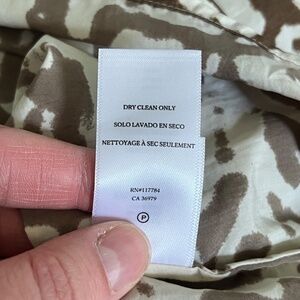 DRY CLEAN ONLY
SOLO LAVADO EN SECO
NETTOYAGE À SEC SEULEMENT
RN#117784
CA 36979
P